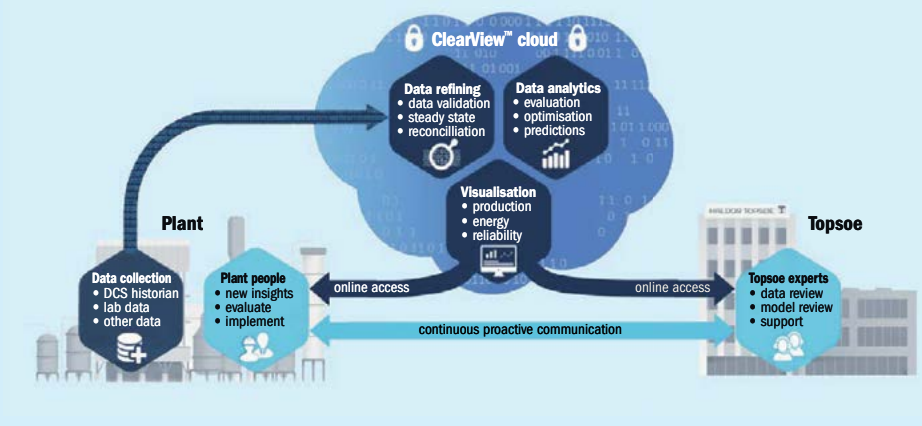 ClearView™ cloud
Data refining
• data validation
• steady state
• reconcilliation
Data analytics
• evaluation
• optimisation
• predictions
Visualisation
• production
• energy
• reliability
Plant
Data collection
• DCS historian
• lab data
• other data
Plant people
• new insights
• evaluate
• implement
online access
online access
continuous proactive communication
HALDOR TOPSOE
Topsoe
Topsoe experts
• data review
• model review
• support